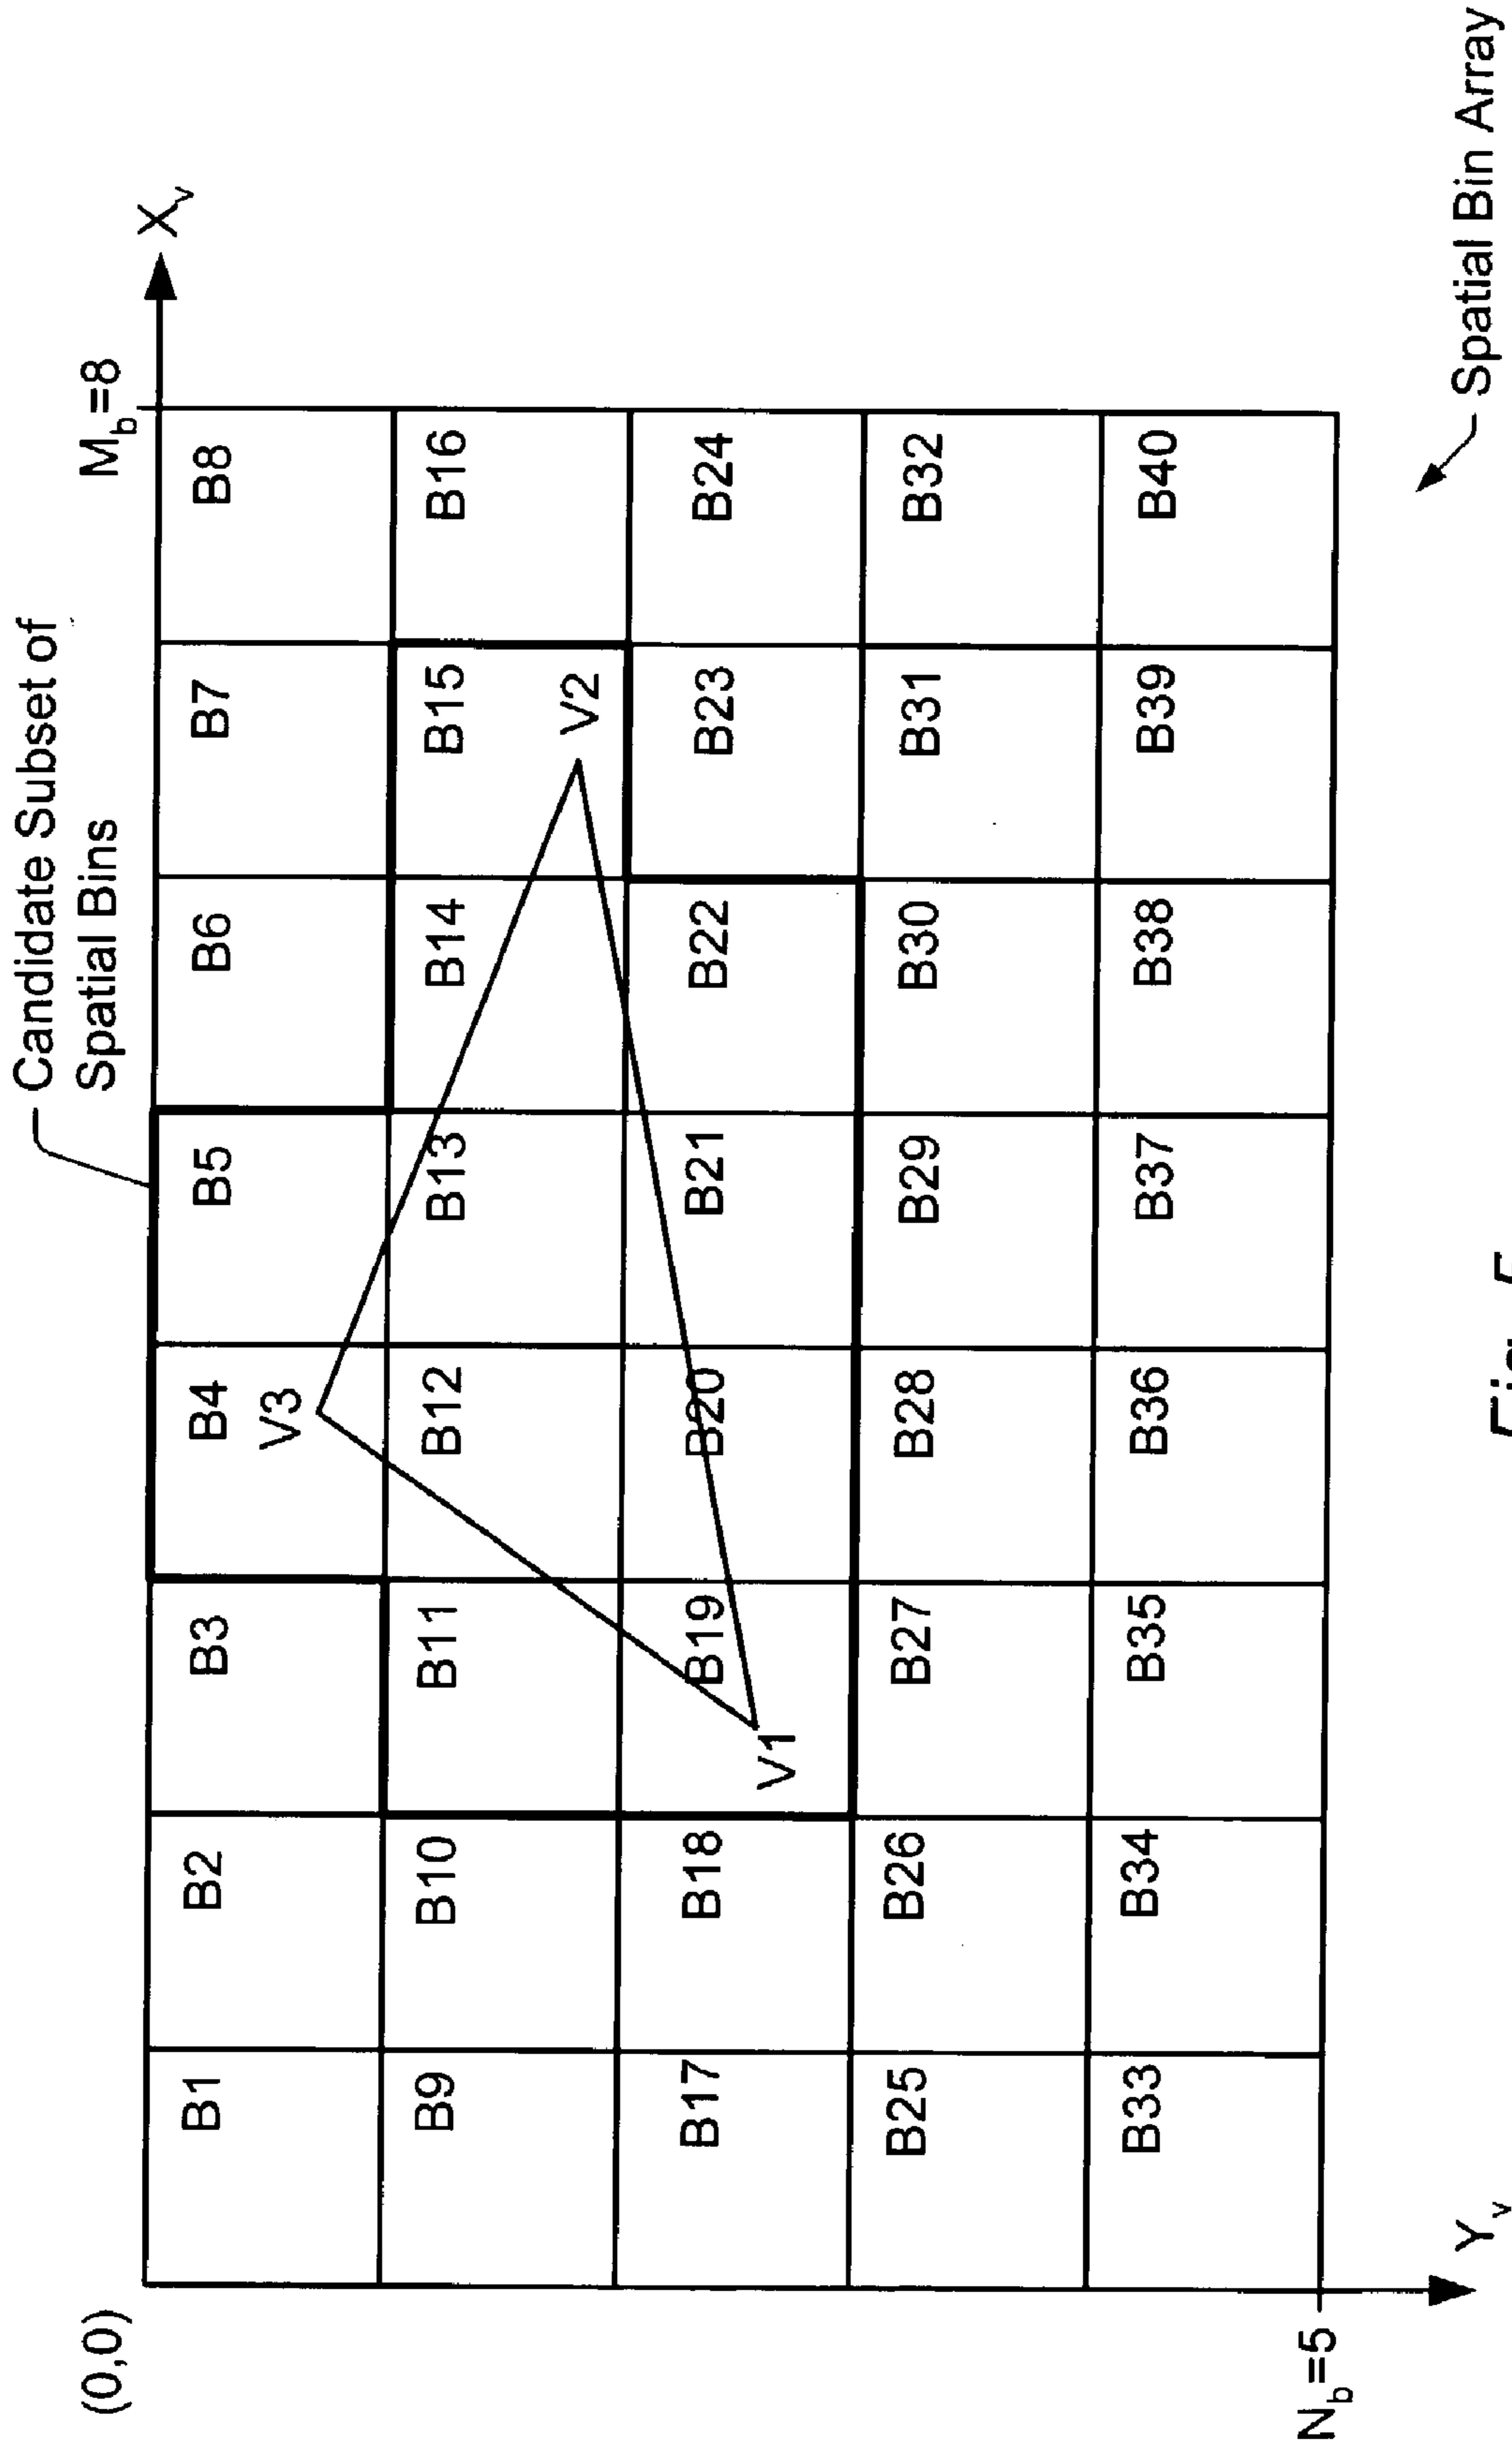 Candidate Subset of
Spatial Bins
(0,0)
M_b=8
X_v
B1 B2 B3 B4 B5 B6 B7 B8
V3
B9 B10 B11 B12 B13 B14 B15 B16
V2
B17 B18 B19 B20 B21 B22 B23 B24
V1
B25 B26 B27 B28 B29 B30 B31 B32
B33 B34 B35 B36 B37 B38 B39 B40
N_b=5
Y_v
Spatial Bin Array